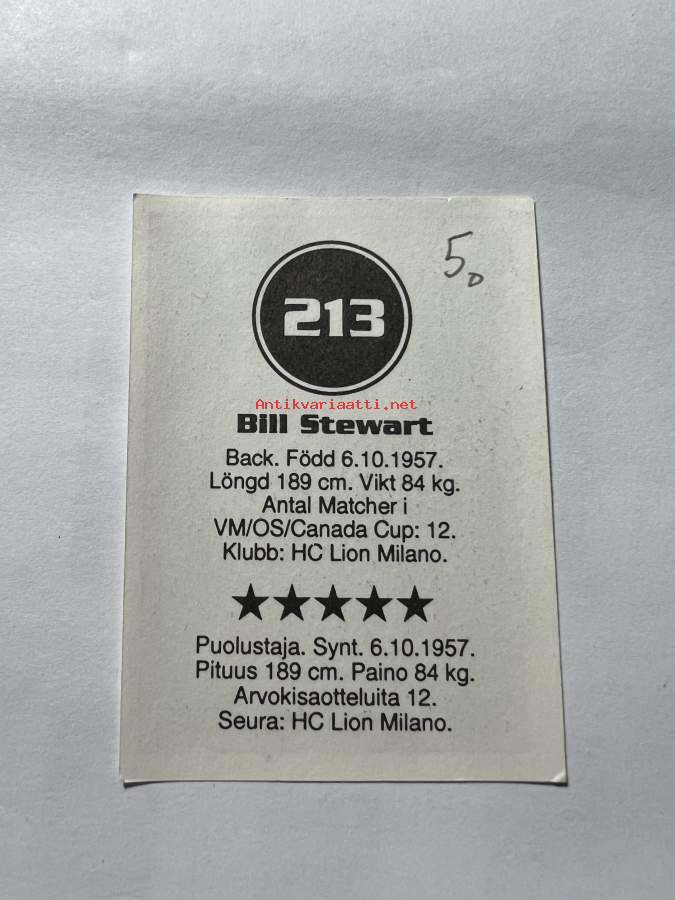 5,0
213
Antikvariaatti.net
Bill Stewart
Back. Född 6.10.1957.
Löngd 189 cm. Vikt 84 kg.
Antal Matcher i
VM/OS/Canada Cup: 12.
Klubb: HC Lion Milano.
Puolustaja. Synt. 6.10.1957.
Pituus 189 cm. Paino 84 kg.
Arvokisaotteluita 12.
Seura: HC Lion Milano.